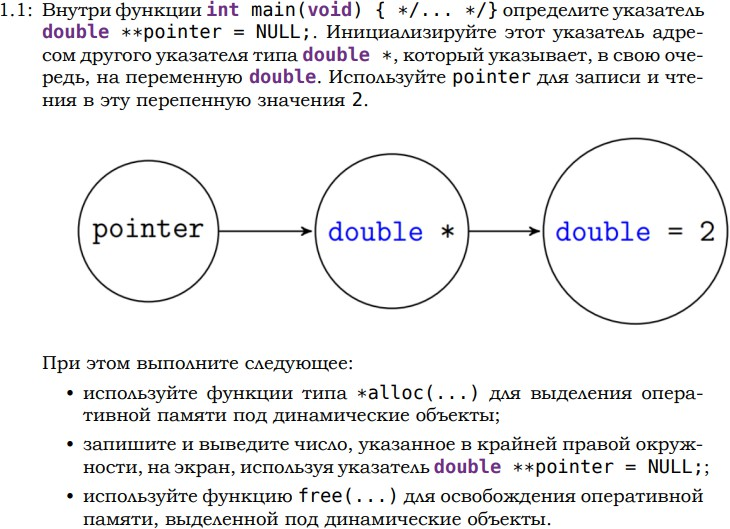 1.1: Внутри функции int main(void) { */... */} определите указатель
double **pointer = NULL;. Инициализируйте этот указатель адре-
сом другого указателя типа double *, который указывает, в свою оче-
редь, на переменную double. Используйте pointer для записи и чте-
ния в эту перепенную значения 2.
pointer
double *
double = 2
При этом выполните следующее:
• используйте функции типа *alloc(...) для выделения опера-
тивной памяти под динамические объекты;
• запишите и выведите число, указанное в крайней правой окруж-
ности, на экран, используя указатель double **pointer = NULL;;
• используйте функцию free(...) для освобождения оперативной
памяти, выделенной под динамические объекты.